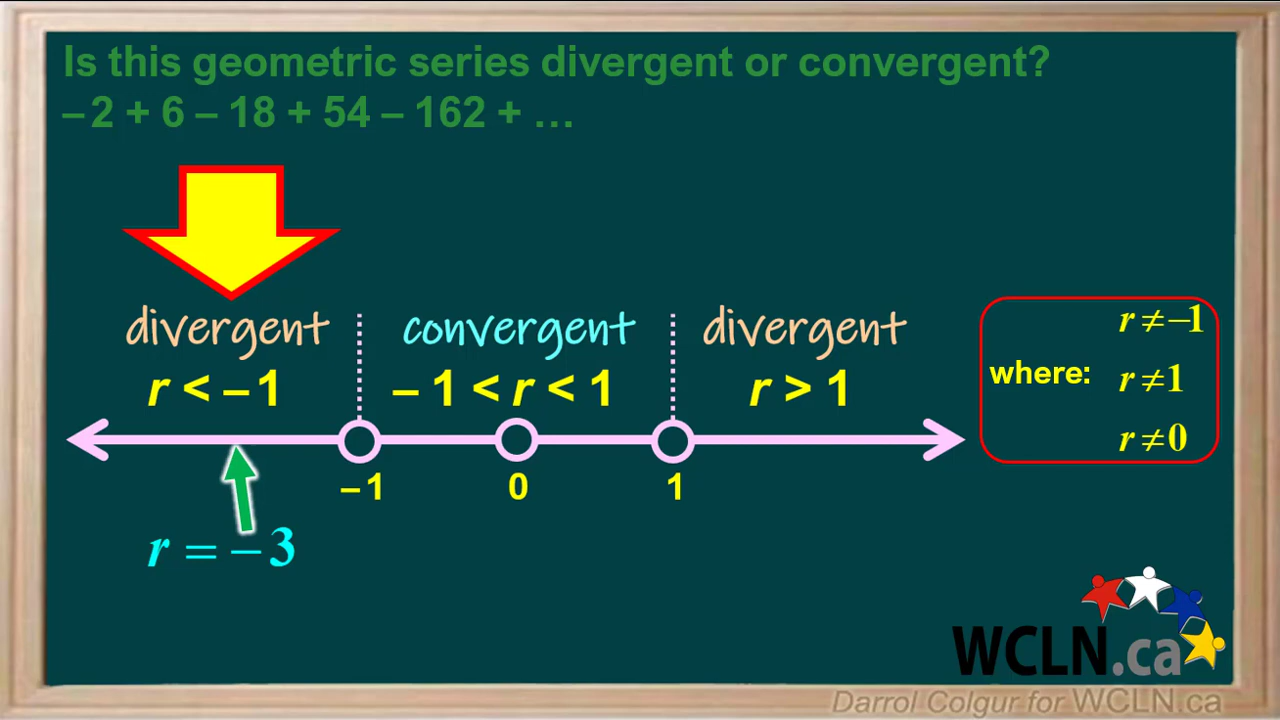 Is this geometric series divergent or convergent?
– 2 + 6 – 18 + 54 – 162 + …
divergent convergent divergent
r < – 1 – 1 < r < 1 r > 1
where:
r ≠ –1
r ≠ 1
r ≠ 0
– 1 0 1
r = – 3
WCLN.ca
Darrol Colgur for WCLN.ca